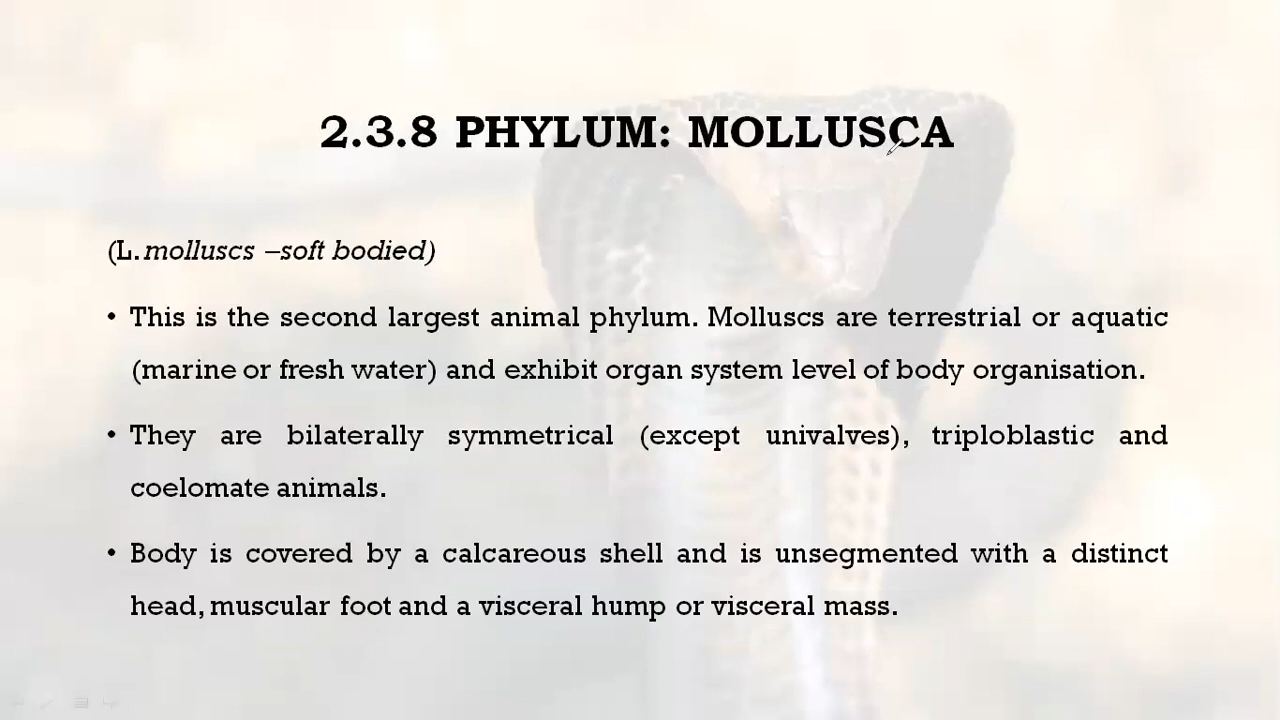 2.3.8 PHYLUM: MOLLUSCA
(L. molluscs –soft bodied)
• This is the second largest animal phylum. Molluscs are terrestrial or aquatic
(marine or fresh water) and exhibit organ system level of body organisation.
• They are bilaterally symmetrical (except univalves), triploblastic and
coelomate animals.
• Body is covered by a calcareous shell and is unsegmented with a distinct
head, muscular foot and a visceral hump or visceral mass.